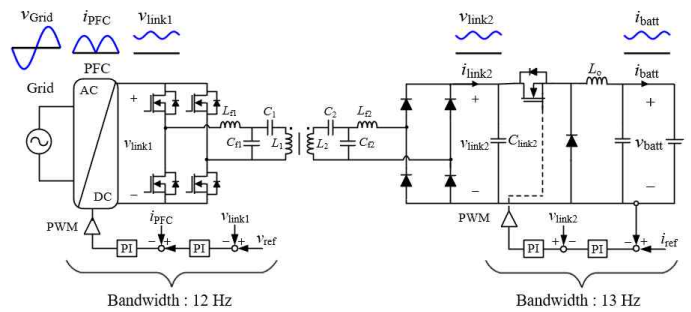 vGrid iPFC vlink1 vlink2 ibatt
Grid PFC ilink2 Lo ibatt
AC + Lf1 C1 C2 Lf2 + +
vlink1 Cf1 L1 L2 Cf2 vlink2 Clink2 vbatt
DC − − −
PWM iPFC vlink1 PWM vlink2
PI − + PI − + vref PI + − PI − + iref
Bandwidth : 12 Hz Bandwidth : 13 Hz